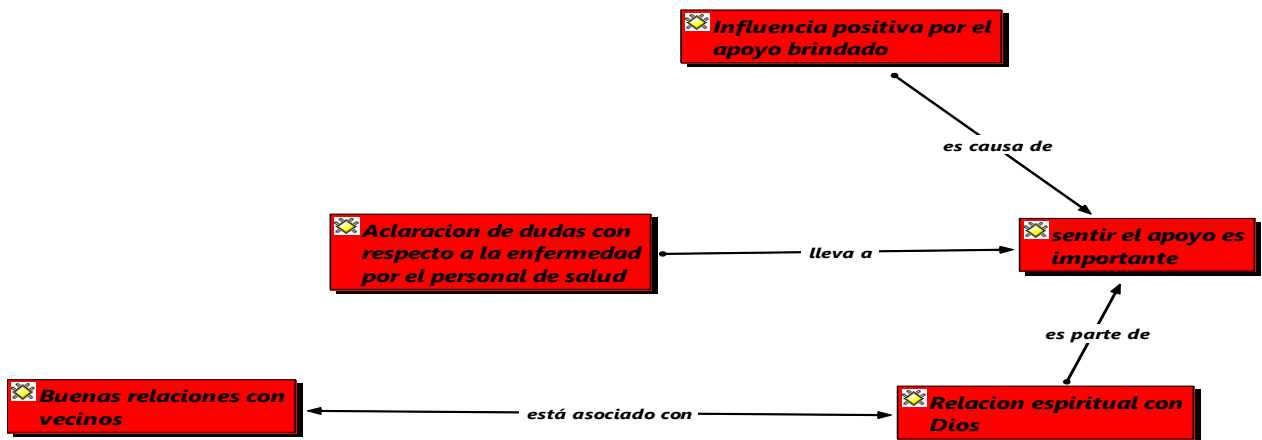 Influencia positiva por el
apoyo brindado
es causa de
Aclaracion de dudas con
respecto a la enfermedad
por el personal de salud
lleva a
sentir el apoyo es
importante
es parte de
Buenas relaciones con
vecinos
está asociado con
Relacion espiritual con
Dios